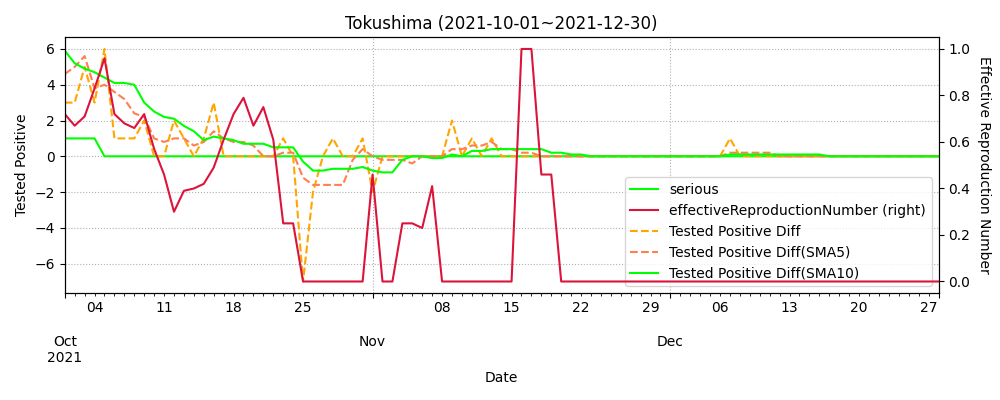 Tokushima (2021-10-01~2021-12-30)
6
4
2
0
−2
−4
−6
Tested Positive
1.0
0.8
0.6
0.4
0.2
0.0
Effective Reproduction Number
serious
effectiveReproductionNumber (right)
Tested Positive Diff
Tested Positive Diff(SMA5)
Tested Positive Diff(SMA10)
04 11 18 25 08 15 22 29 06 13 20 27
Oct Nov Dec
2021
Date